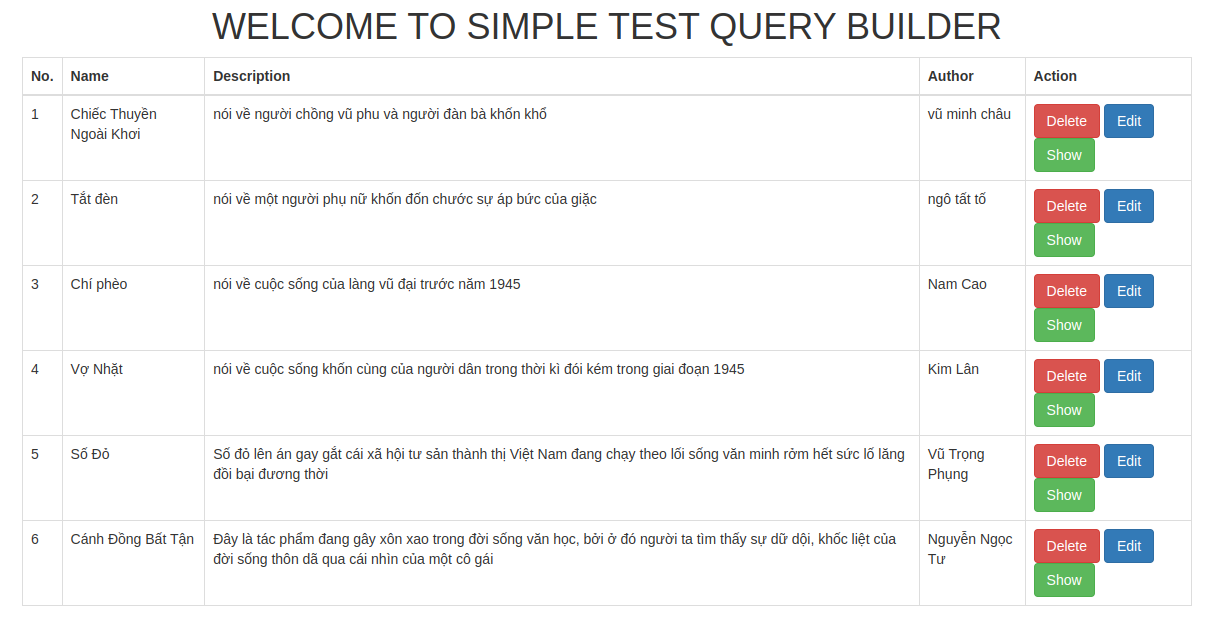 WELCOME TO SIMPLE TEST QUERY BUILDER
No. Name Description Author Action
1 Chiếc Thuyền nói về người chồng vũ phu và người đàn bà khốn khổ vũ minh châu Delete Edit
Ngoài Khơi
Show
2 Tắt đèn nói về một người phụ nữ khốn đốn chước sự áp bức của giặc ngô tất tố Delete Edit
Show
3 Chí phèo nói về cuộc sống của làng vũ đại trước năm 1945 Nam Cao Delete Edit
Show
4 Vợ Nhặt nói về cuộc sống khốn cùng của người dân trong thời kì đói kém trong giai đoạn 1945 Kim Lân Delete Edit
Show
5 Số Đỏ Số đỏ lên án gay gắt cái xã hội tư sản thành thị Việt Nam đang chạy theo lối sống văn minh rởm hết sức lố lăng Vũ Trọng Delete Edit
đồi bại đương thời Phụng
Show
6 Cánh Đồng Bất Tận Đây là tác phẩm đang gây xôn xao trong đời sống văn học, bởi ở đó người ta tìm thấy sự dữ dội, khốc liệt của Nguyễn Ngọc Delete Edit
đời sống thôn dã qua cái nhìn của một cô gái Tư
Show